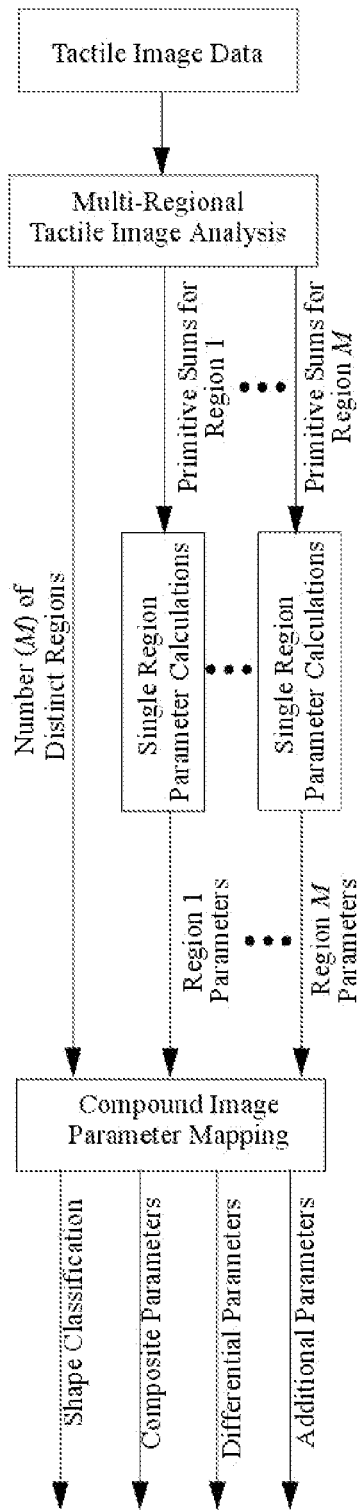 Tactile Image Data
Multi-Regional
Tactile Image Analysis
Number (M) of
Distinct Regions
Primitive Sums for
Region 1
Primitive Sums for
Region M
Single Region
Parameter Calculations
Single Region
Parameter Calculations
Region 1
Parameters
Region M
Parameters
Compound Image
Parameter Mapping
Shape Classification
Composite Parameters
Differential Parameters
Additional Parameters